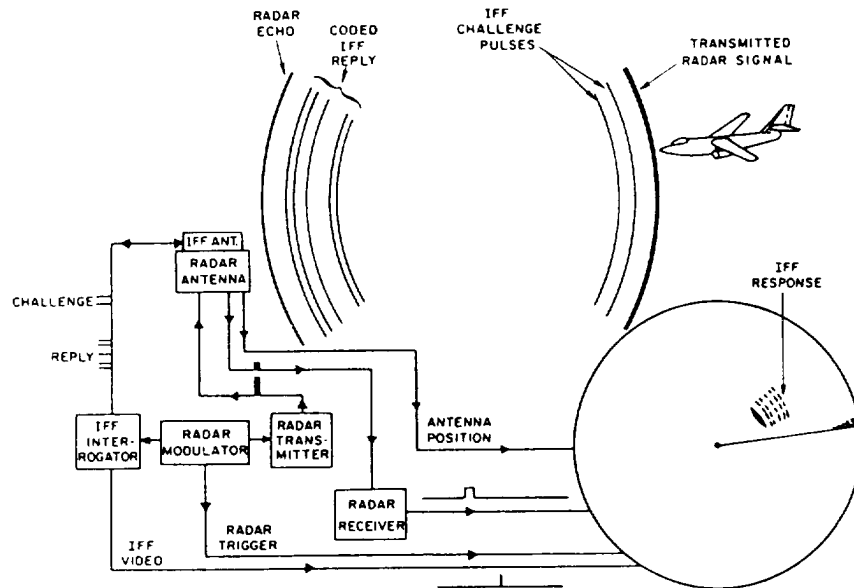 RADAR
ECHO
CODED
IFF
REPLY
IFF
CHALLENGE
PULSES
TRANSMITTED
RADAR SIGNAL
IFF ANT.
RADAR
ANTENNA
CHALLENGE
REPLY
IFF
RESPONSE
IFF
INTER-
ROGATOR
RADAR
MODULATOR
RADAR
TRANS-
MITTER
ANTENNA
POSITION
RADAR
RECEIVER
IFF
VIDEO
RADAR
TRIGGER